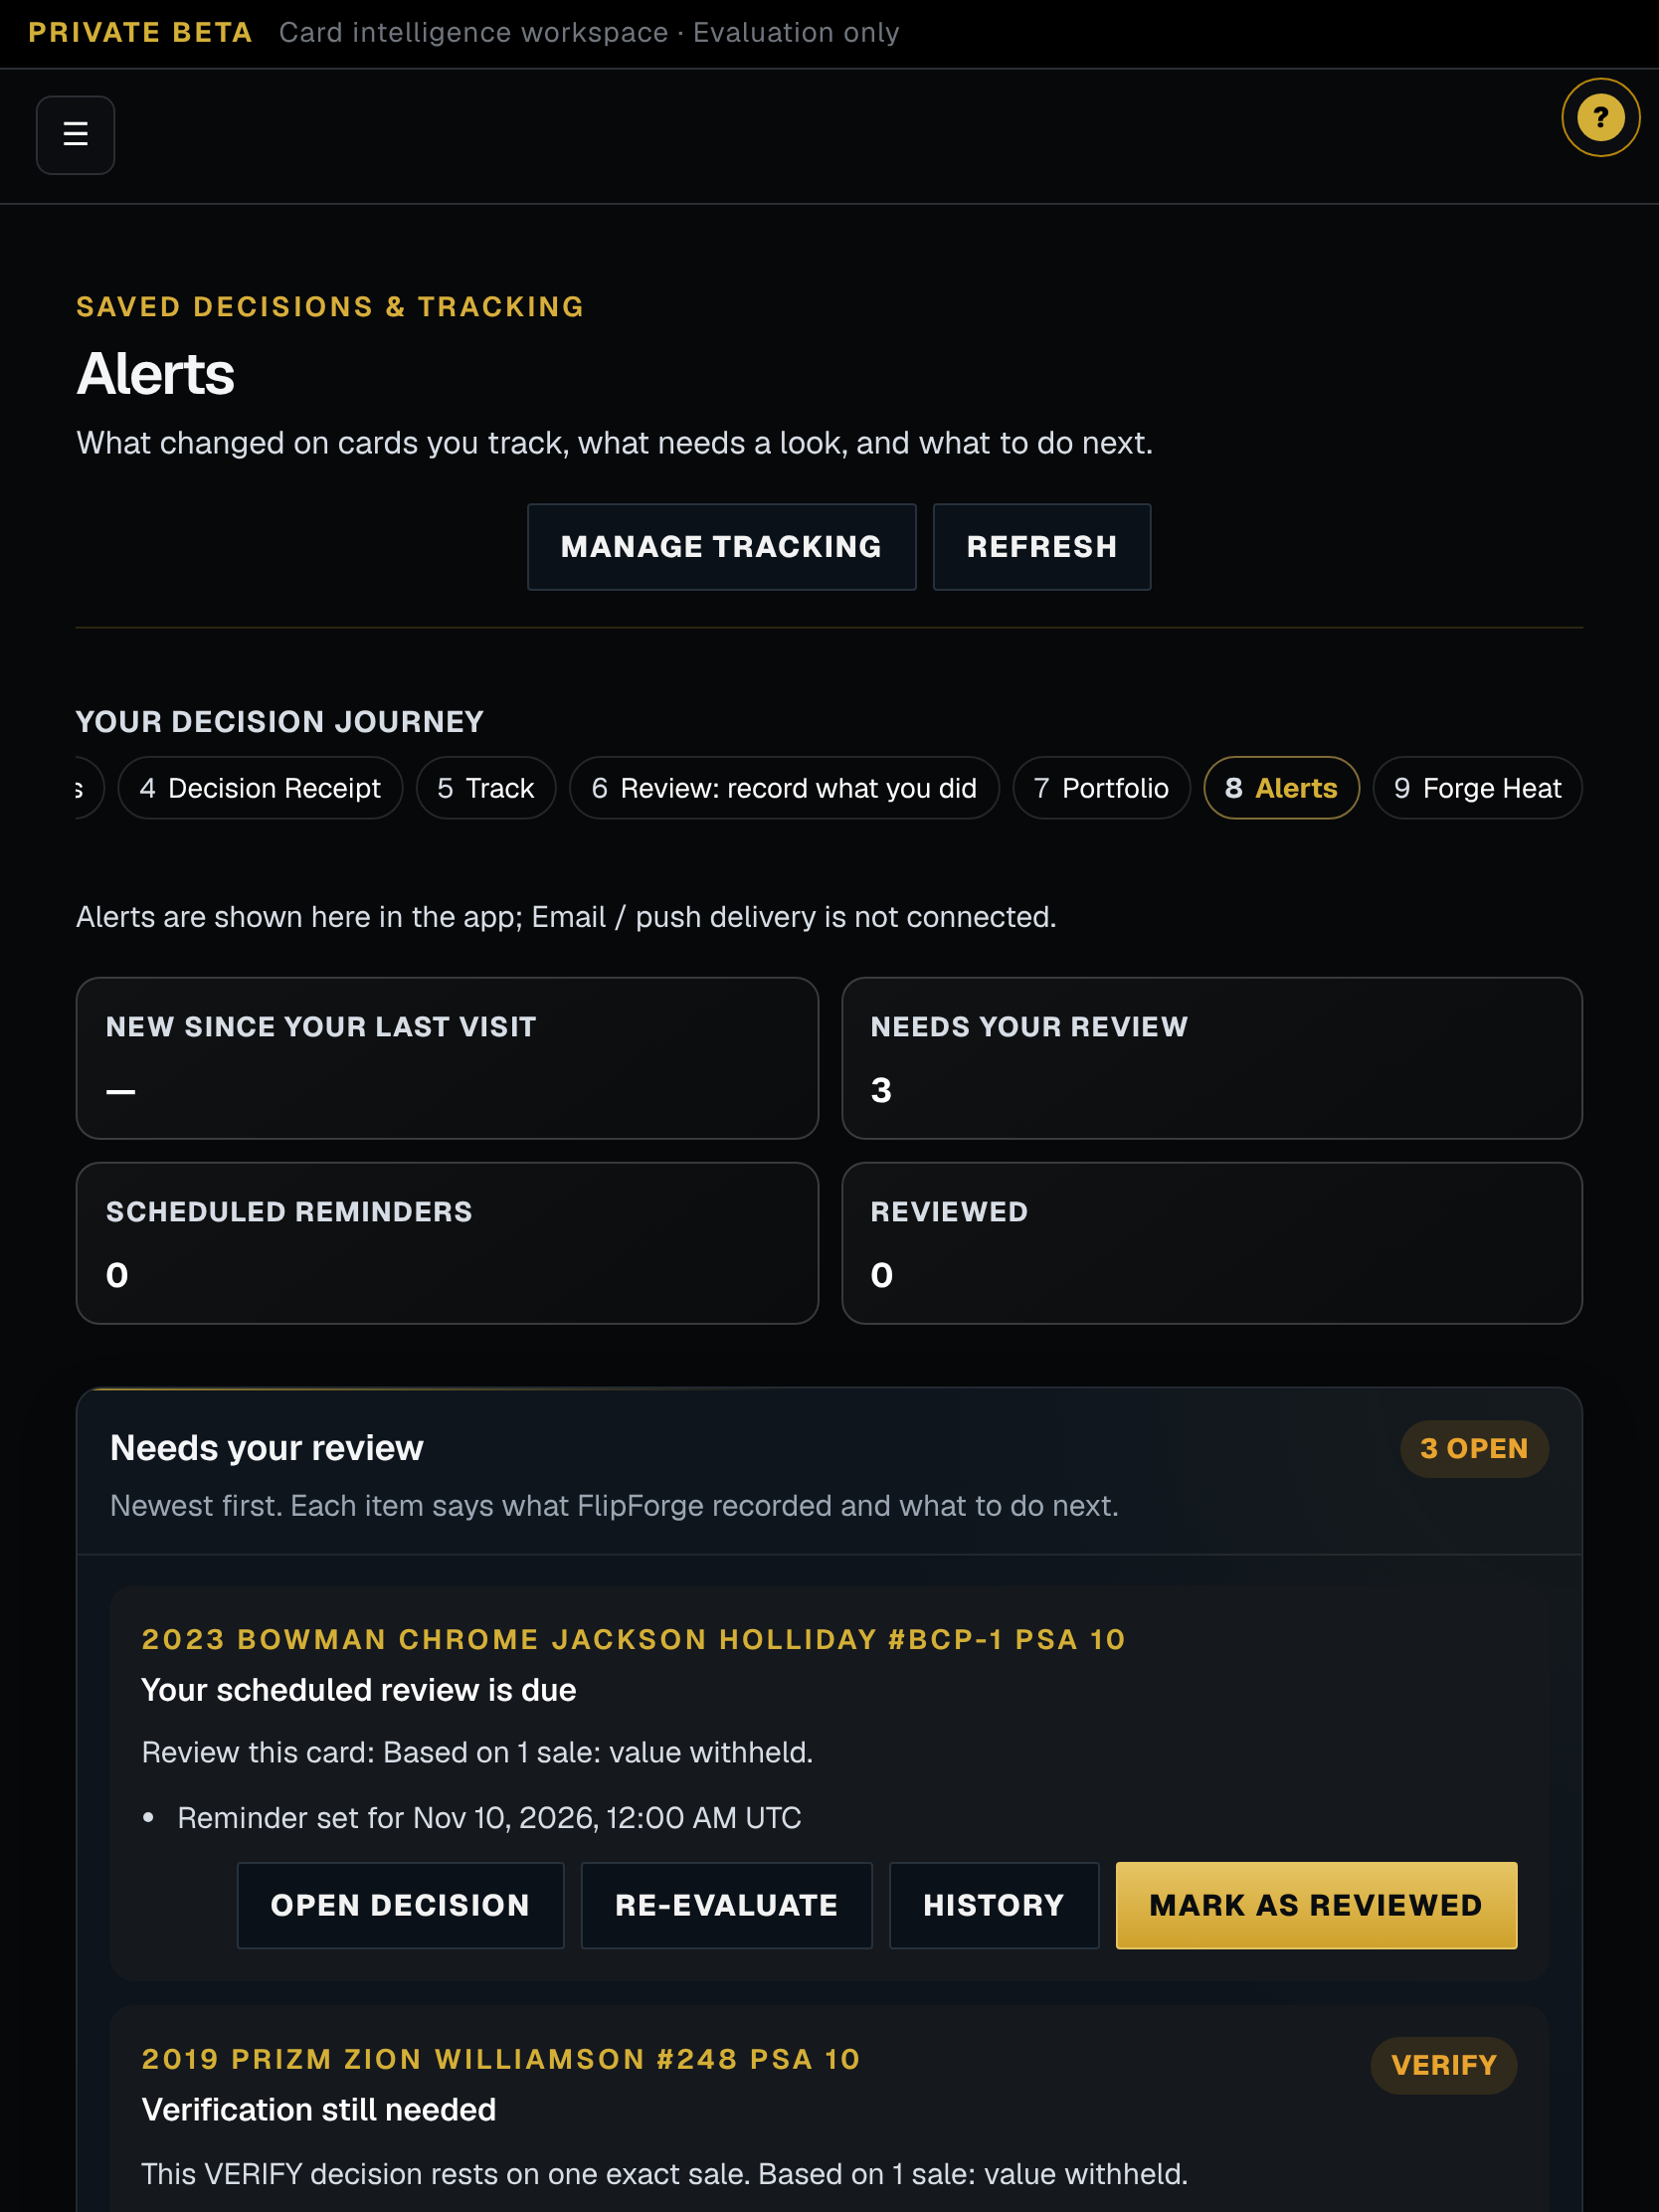 PRIVATE BETA Card intelligence workspace · Evaluation only
☰
?
SAVED DECISIONS & TRACKING
Alerts
What changed on cards you track, what needs a look, and what to do next.
MANAGE TRACKING REFRESH
YOUR DECISION JOURNEY
s 4 Decision Receipt 5 Track 6 Review: record what you did 7 Portfolio 8 Alerts 9 Forge Heat
Alerts are shown here in the app; Email / push delivery is not connected.
NEW SINCE YOUR LAST VISIT
—
NEEDS YOUR REVIEW
3
SCHEDULED REMINDERS
0
REVIEWED
0
Needs your review
3 OPEN
Newest first. Each item says what FlipForge recorded and what to do next.
2023 BOWMAN CHROME JACKSON HOLLIDAY #BCP-1 PSA 10
Your scheduled review is due
Review this card: Based on 1 sale: value withheld.
• Reminder set for Nov 10, 2026, 12:00 AM UTC
OPEN DECISION RE-EVALUATE HISTORY MARK AS REVIEWED
2019 PRIZM ZION WILLIAMSON #248 PSA 10
VERIFY
Verification still needed
This VERIFY decision rests on one exact sale. Based on 1 sale: value withheld.